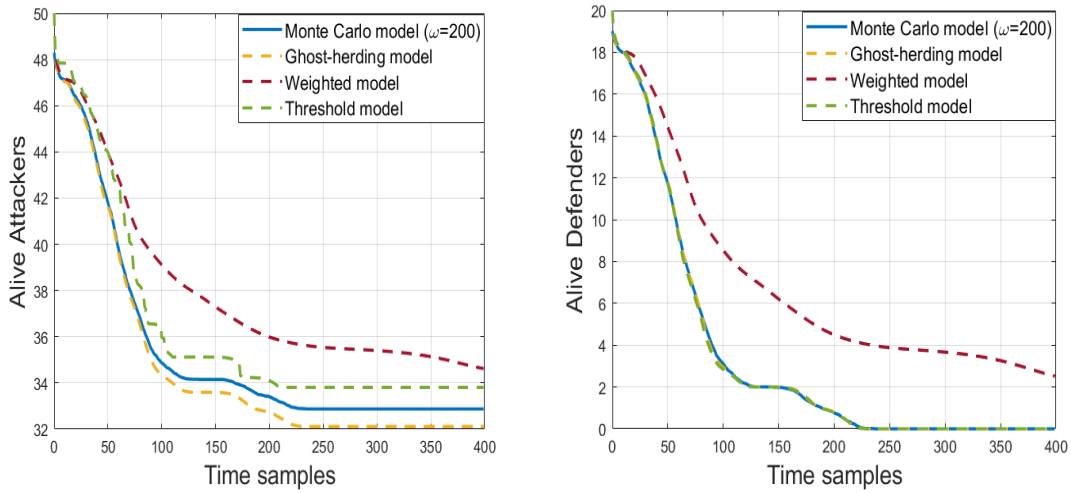 50
48
46
44
42
40
38
36
34
32
0 50 100 150 200 250 300 350 400
Alive Attackers
Time samples
Monte Carlo model (ω=200)
Ghost-herding model
Weighted model
Threshold model
20
18
16
14
12
10
8
6
4
2
0
0 50 100 150 200 250 300 350 400
Alive Defenders
Time samples
Monte Carlo model (ω=200)
Ghost-herding model
Weighted model
Threshold model